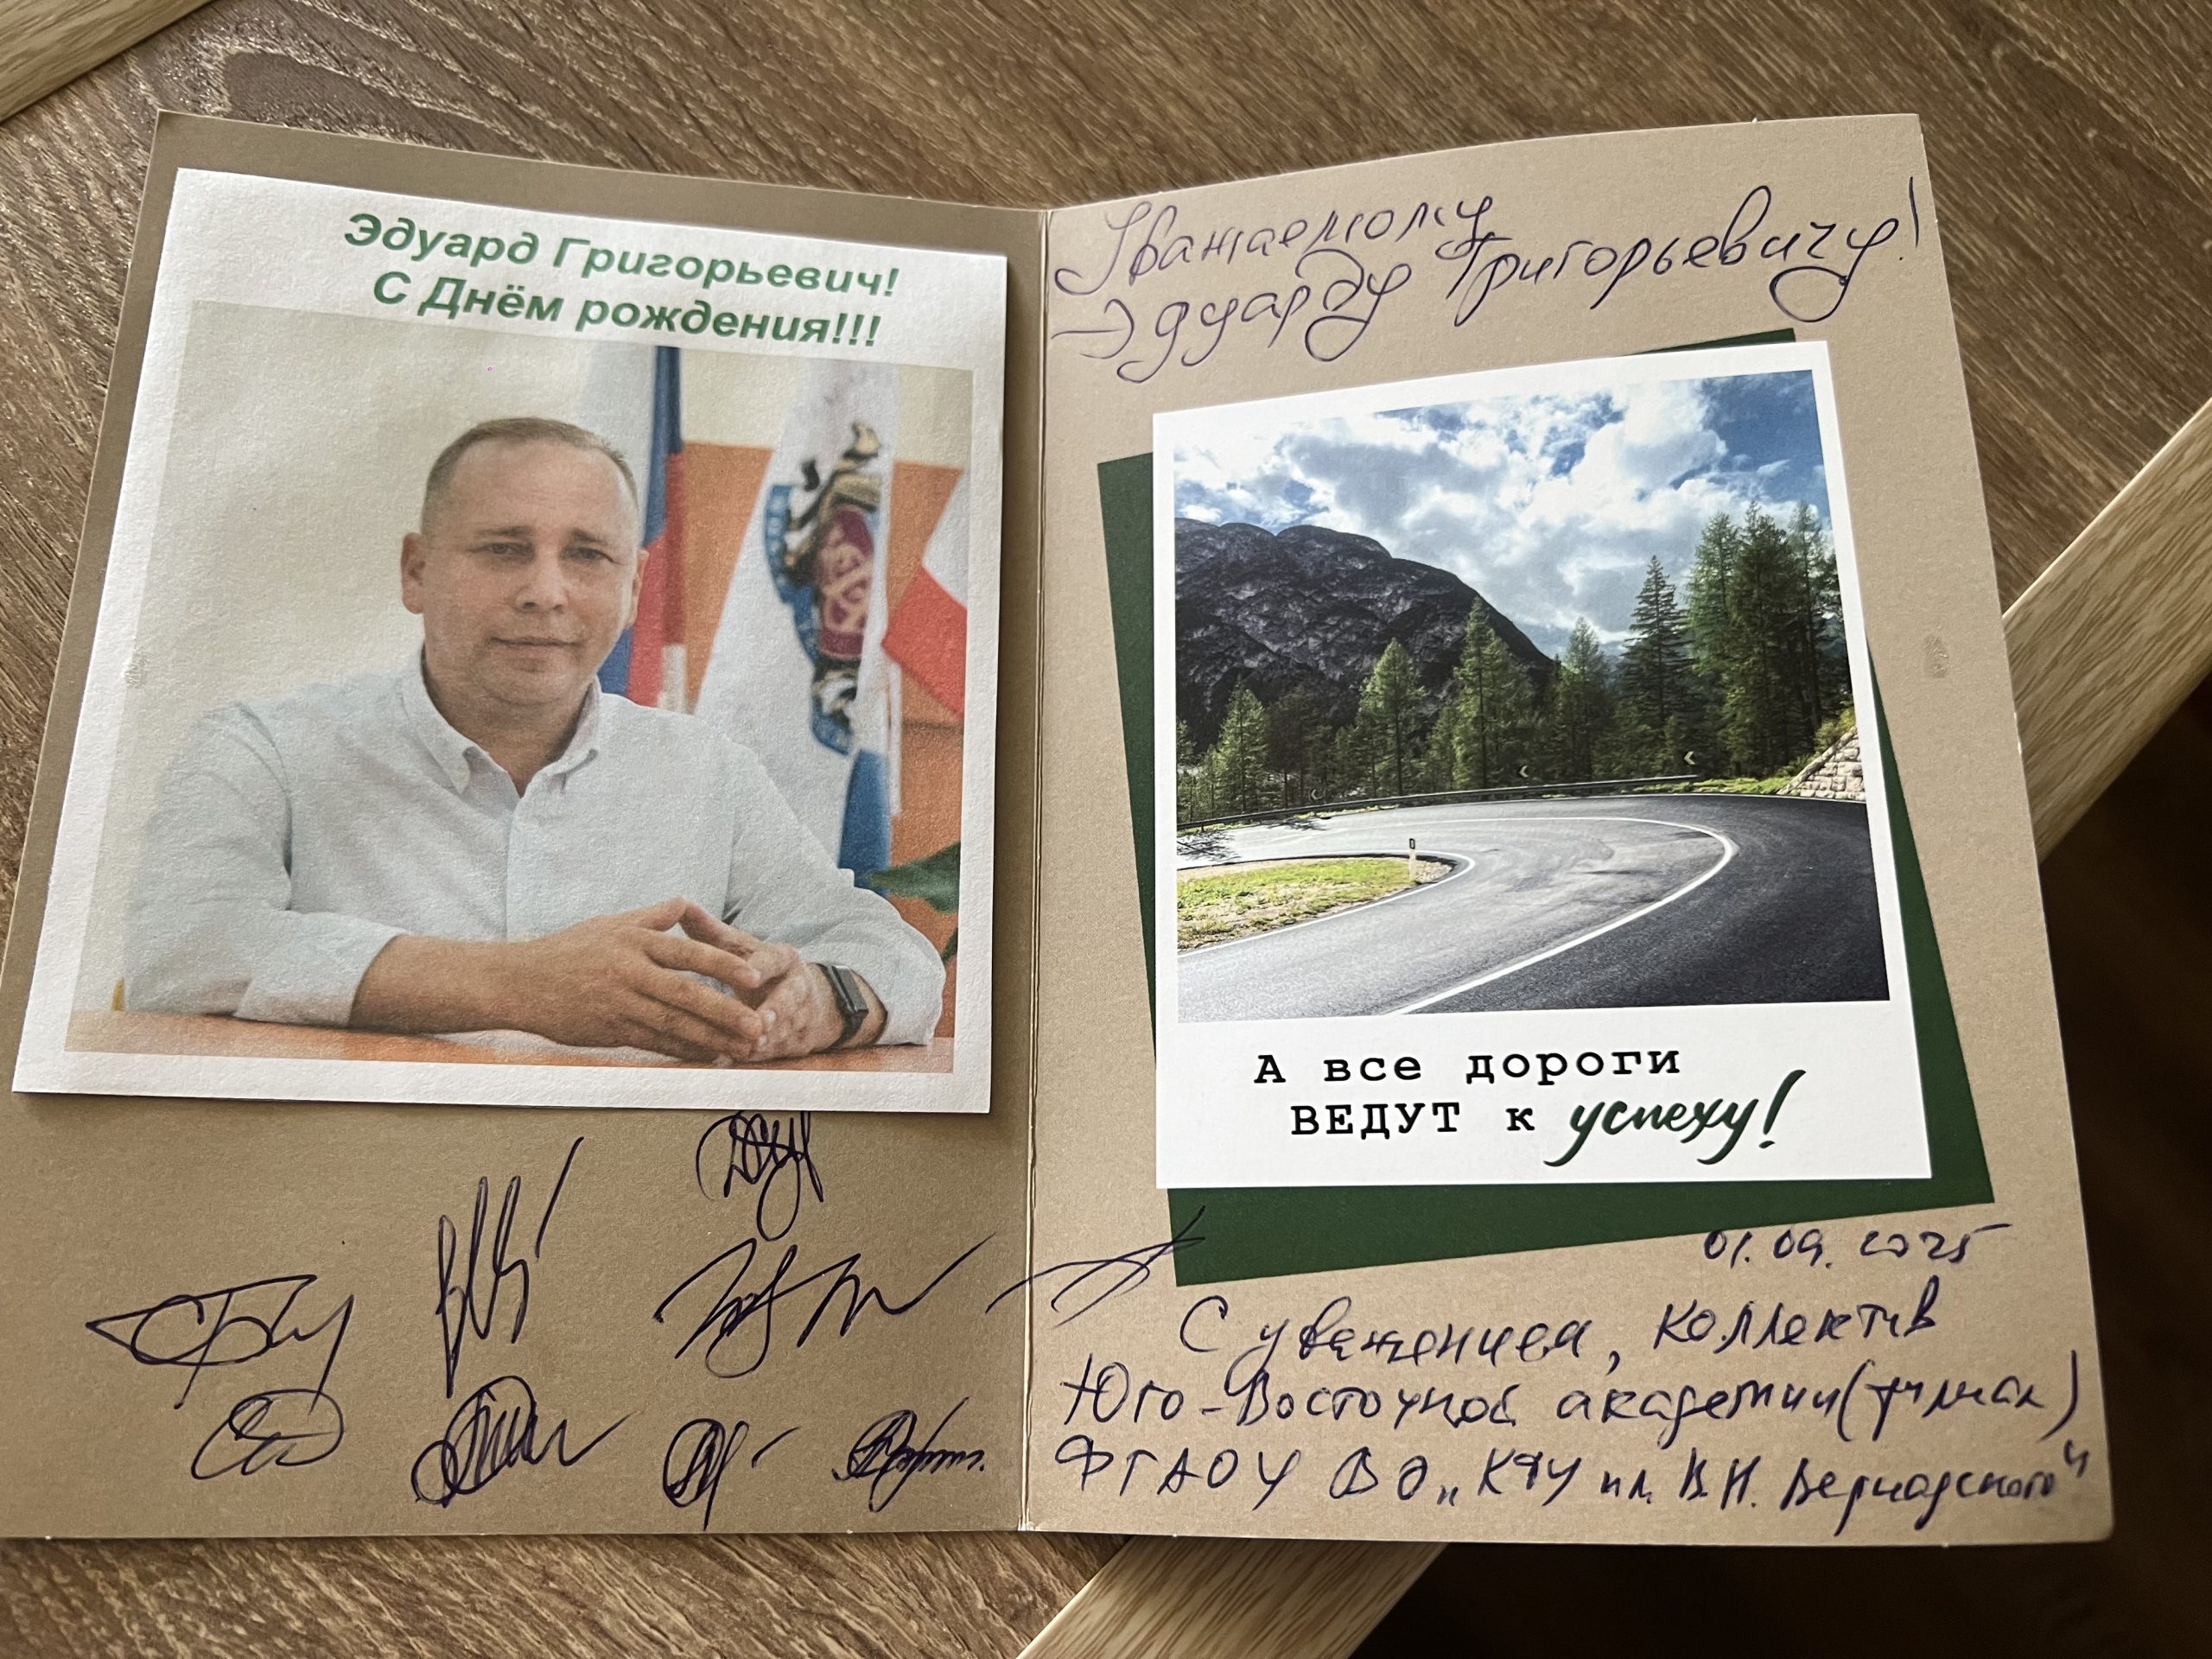 Эдуард Григорьевич!
С Днём рождения!!!
Уважаемому
Эдуарду Григорьевичу!
А все дороги
ВЕДУТ к успеху!
01.09.2025
С уважением, коллектив
Юго-Восточной академии (филиал)
ФГАОУ ВО „КФУ им. В.И. Вернадского"